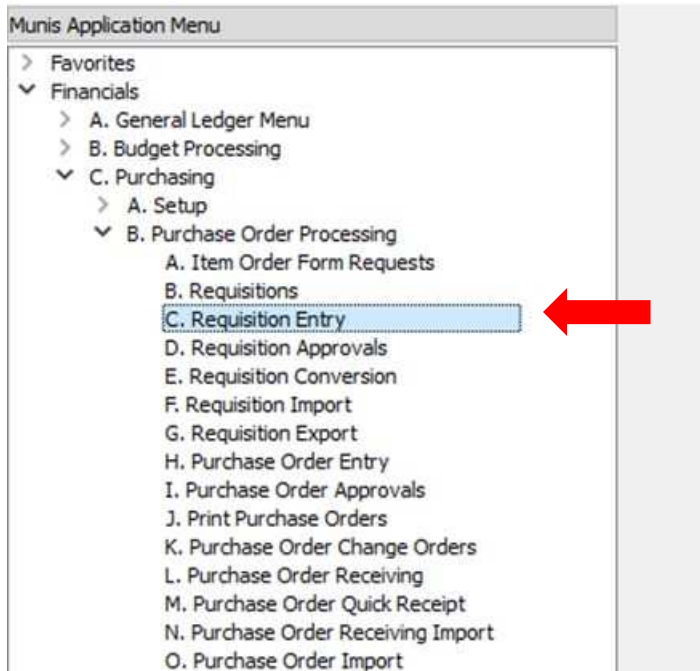 Munis Application Menu
Favorites
Financials
A. General Ledger Menu
B. Budget Processing
C. Purchasing
A. Setup
B. Purchase Order Processing
A. Item Order Form Requests
B. Requisitions
C. Requisition Entry
D. Requisition Approvals
E. Requisition Conversion
F. Requisition Import
G. Requisition Export
H. Purchase Order Entry
I. Purchase Order Approvals
J. Print Purchase Orders
K. Purchase Order Change Orders
L. Purchase Order Receiving
M. Purchase Order Quick Receipt
N. Purchase Order Receiving Import
O. Purchase Order Import